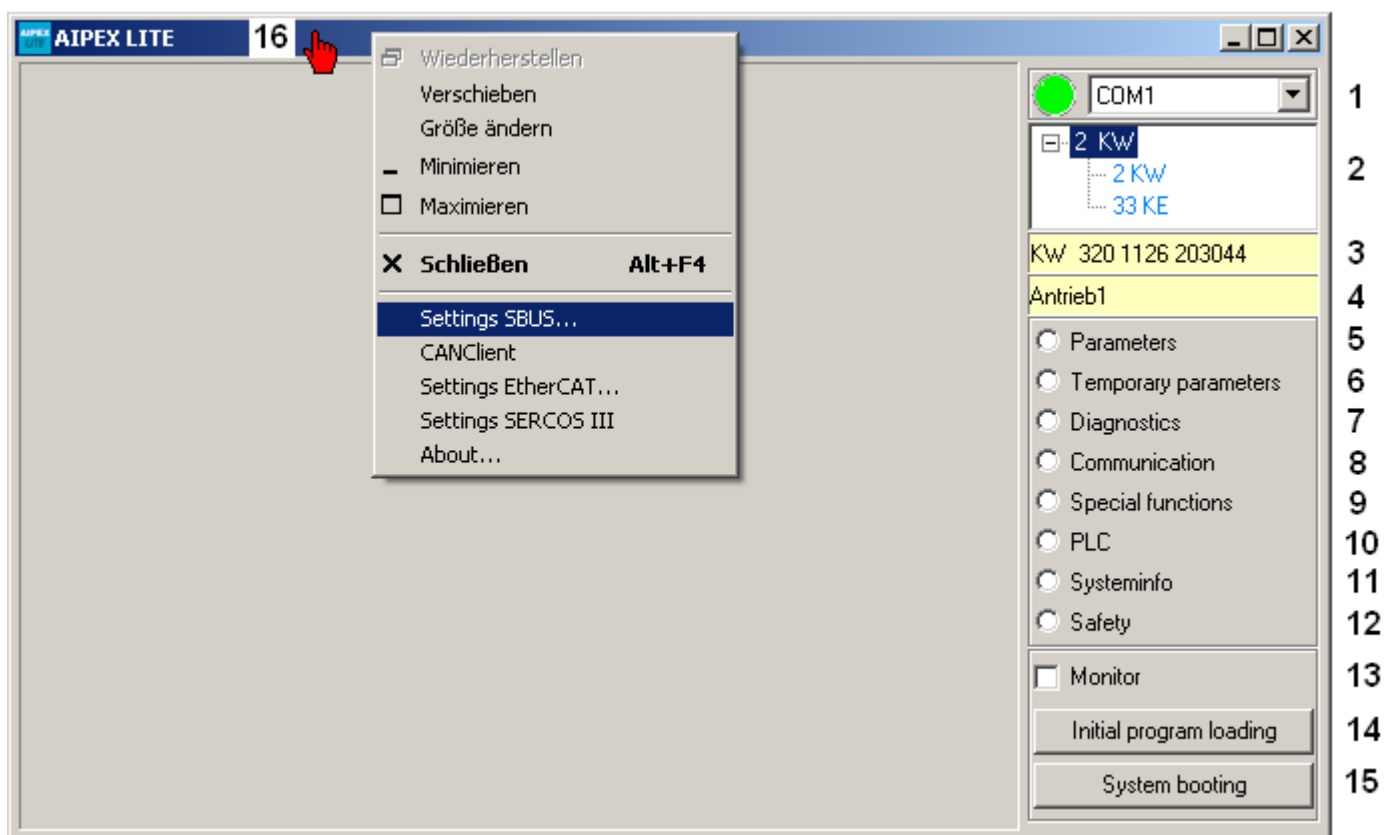 AIPEX LITE 16
Wiederherstellen
Verschieben
Größe ändern
Minimieren
Maximieren
Schließen Alt+F4
Settings SBUS...
CANClient
Settings EtherCAT...
Settings SERCOS III
About...
COM1 1
2 KW
2 KW 2
33 KE
KW 320 1126 203044 3
Antrieb1 4
Parameters 5
Temporary parameters 6
Diagnostics 7
Communication 8
Special functions 9
PLC 10
Systeminfo 11
Safety 12
Monitor 13
Initial program loading 14
System booting 15